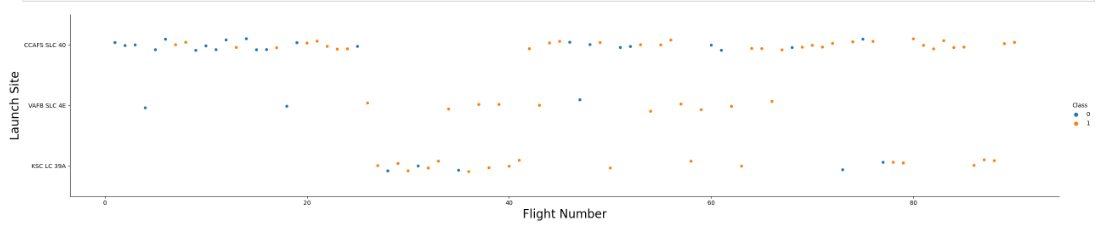 CCAFS SLC 40
VAFB SLC 4E
KSC LC 39A
Launch Site
0
20
40
60
80
Flight Number
Class
0
1